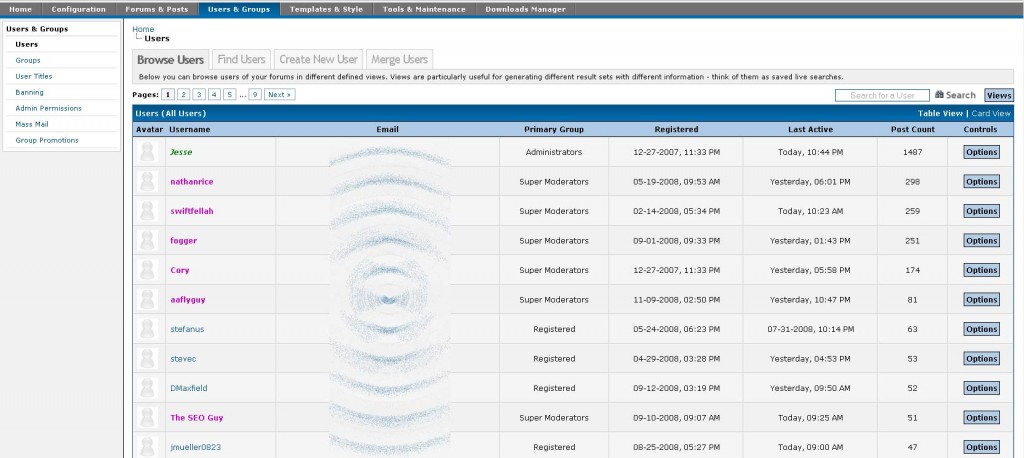 Home Configuration Forums & Posts Users & Groups Templates & Style Tools & Maintenance Downloads Manager
Users & Groups
Users
Groups
User Titles
Banning
Admin Permissions
Mass Mail
Group Promotions
Home
Users
Browse Users Find Users Create New User Merge Users
Below you can browse users of your forums in different defined views. Views are particularly useful for generating different result sets with different information - think of them as saved live searches.
Pages: 1 2 3 4 5 ... 9 Next » Search for a User Search Views
Users (All Users) Table View | Card View
Avatar Username Email Primary Group Registered Last Active Post Count Controls
Jesse Administrators 12-27-2007, 11:33 PM Today, 10:44 PM 1487 Options
nathanrice Super Moderators 05-19-2008, 09:53 AM Yesterday, 06:01 PM 298 Options
swiftfellah Super Moderators 02-14-2008, 05:34 PM Today, 10:23 AM 259 Options
fogger Super Moderators 09-01-2008, 09:33 PM Yesterday, 01:43 PM 251 Options
Cory Super Moderators 12-27-2007, 11:33 PM Yesterday, 05:58 PM 174 Options
aaflyguy Super Moderators 11-09-2008, 02:50 PM Yesterday, 10:47 PM 81 Options
stefanus Registered 05-24-2008, 06:23 PM 07-31-2008, 10:14 PM 63 Options
stevec Registered 04-29-2008, 03:28 PM Yesterday, 04:53 PM 53 Options
DMaxfield Registered 09-12-2008, 03:19 PM Yesterday, 09:50 AM 52 Options
The SEO Guy Super Moderators 09-10-2008, 09:07 AM Today, 09:25 AM 51 Options
jmueller0823 Registered 08-25-2008, 05:27 PM Today, 09:00 AM 47 Options